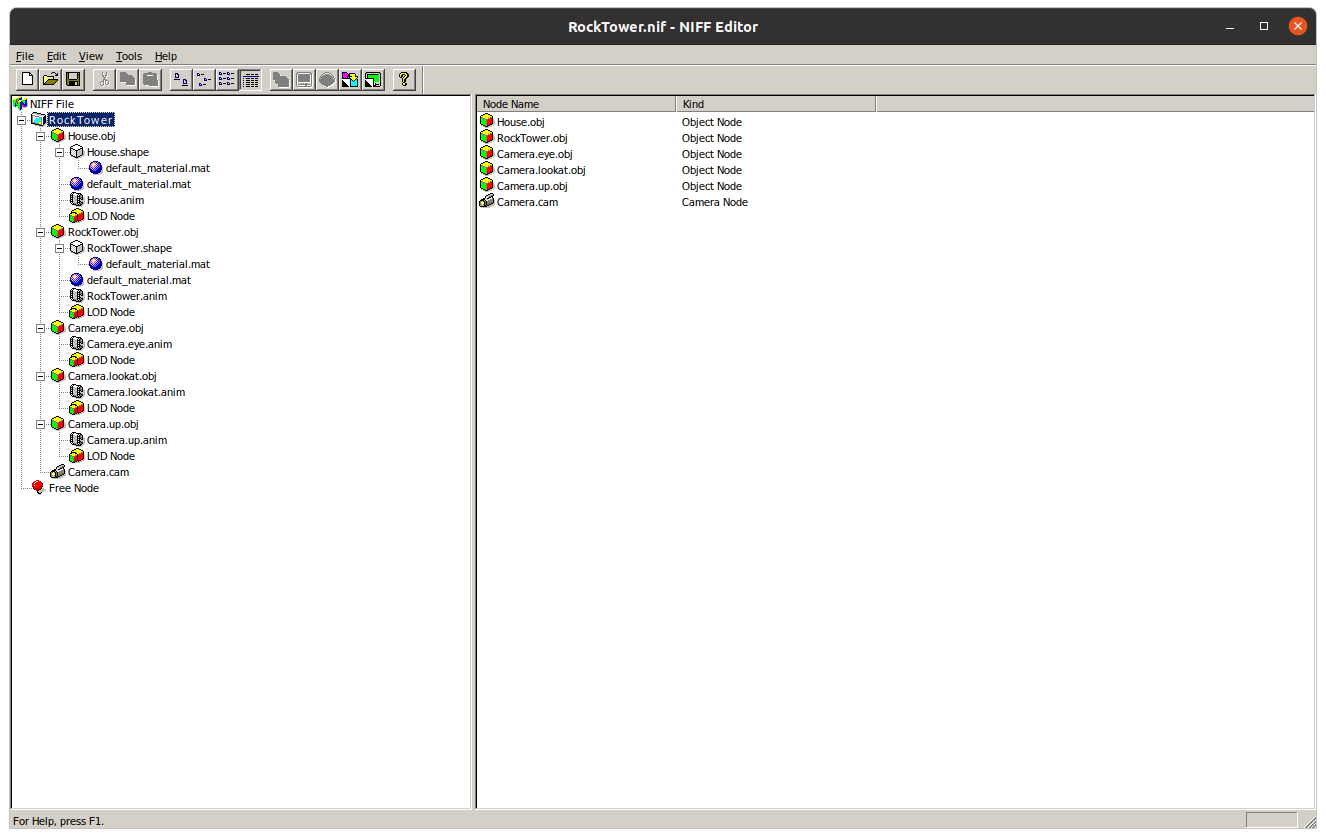 RockTower.nif - NIFF Editor
File Edit View Tools Help
NIFF File
RockTower
House.obj
House.shape
default_material.mat
default_material.mat
House.anim
LOD Node
RockTower.obj
RockTower.shape
default_material.mat
default_material.mat
RockTower.anim
LOD Node
Camera.eye.obj
Camera.eye.anim
LOD Node
Camera.lookat.obj
Camera.lookat.anim
LOD Node
Camera.up.obj
Camera.up.anim
LOD Node
Camera.cam
Free Node
Node Name Kind
House.obj Object Node
RockTower.obj Object Node
Camera.eye.obj Object Node
Camera.lookat.obj Object Node
Camera.up.obj Object Node
Camera.cam Camera Node
For Help, press F1.